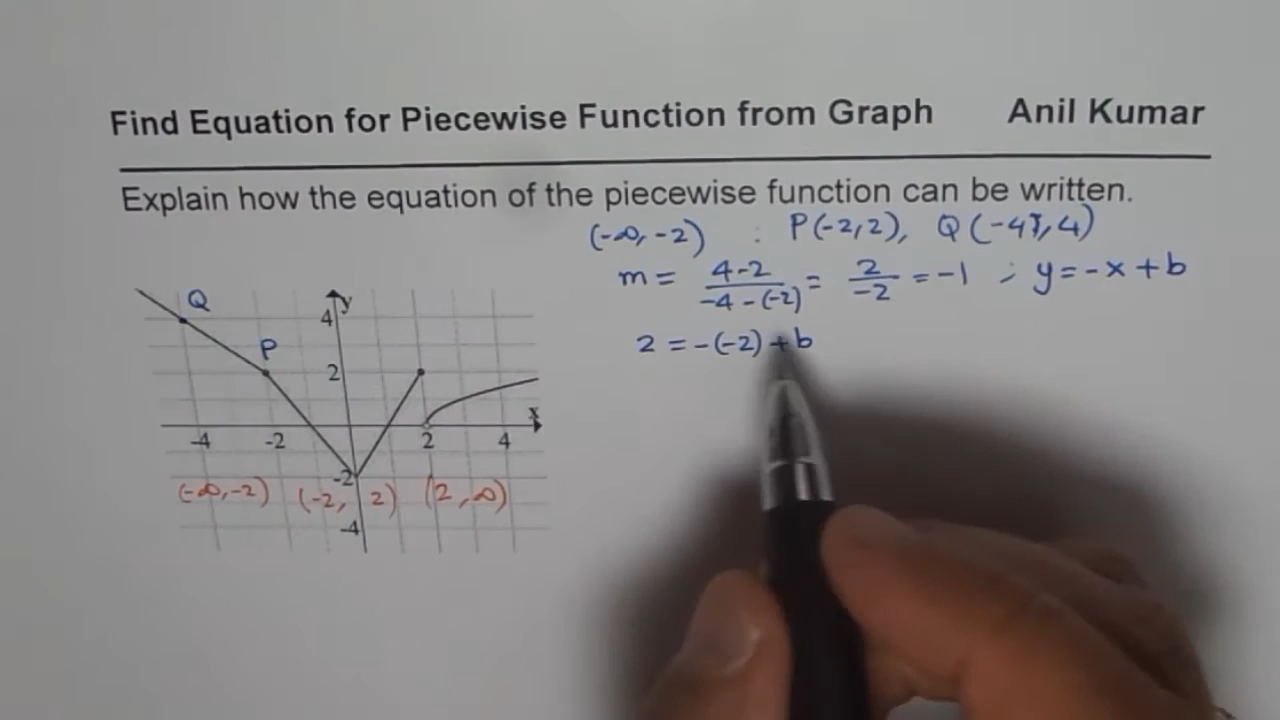 Find Equation for Piecewise Function from Graph Anil Kumar
Explain how the equation of the piecewise function can be written.
(-∞, -2) : P(-2,2), Q(-4,4)
m = 4-2 / -4-(-2) = 2 / -2 = -1 ; y = -x + b
2 = -(-2) + b
Q
y
4
P
2
x
-4 -2 2 4
-2
(-∞,-2) (-2, 2) (2, ∞)
-4